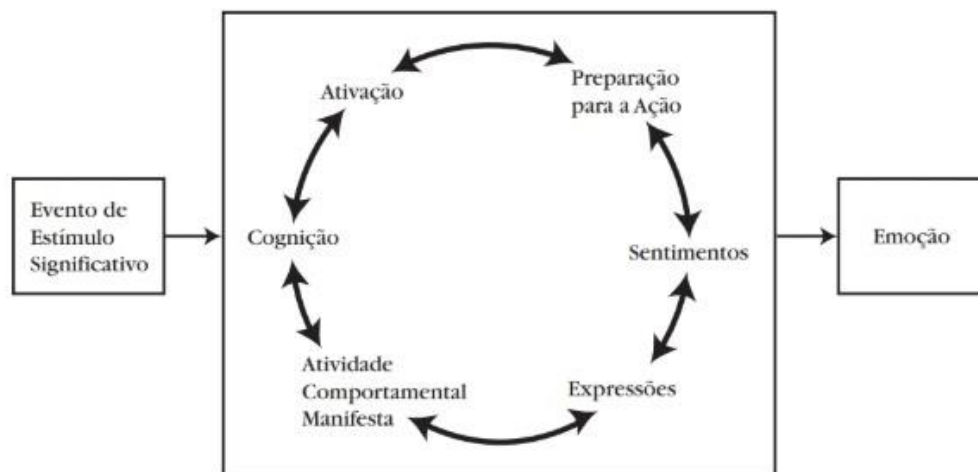 Ativação
Preparação
para a Ação
Evento de
Estímulo
Significativo
Cognição
Sentimentos
Emoção
Atividade
Comportamental
Manifesta
Expressões